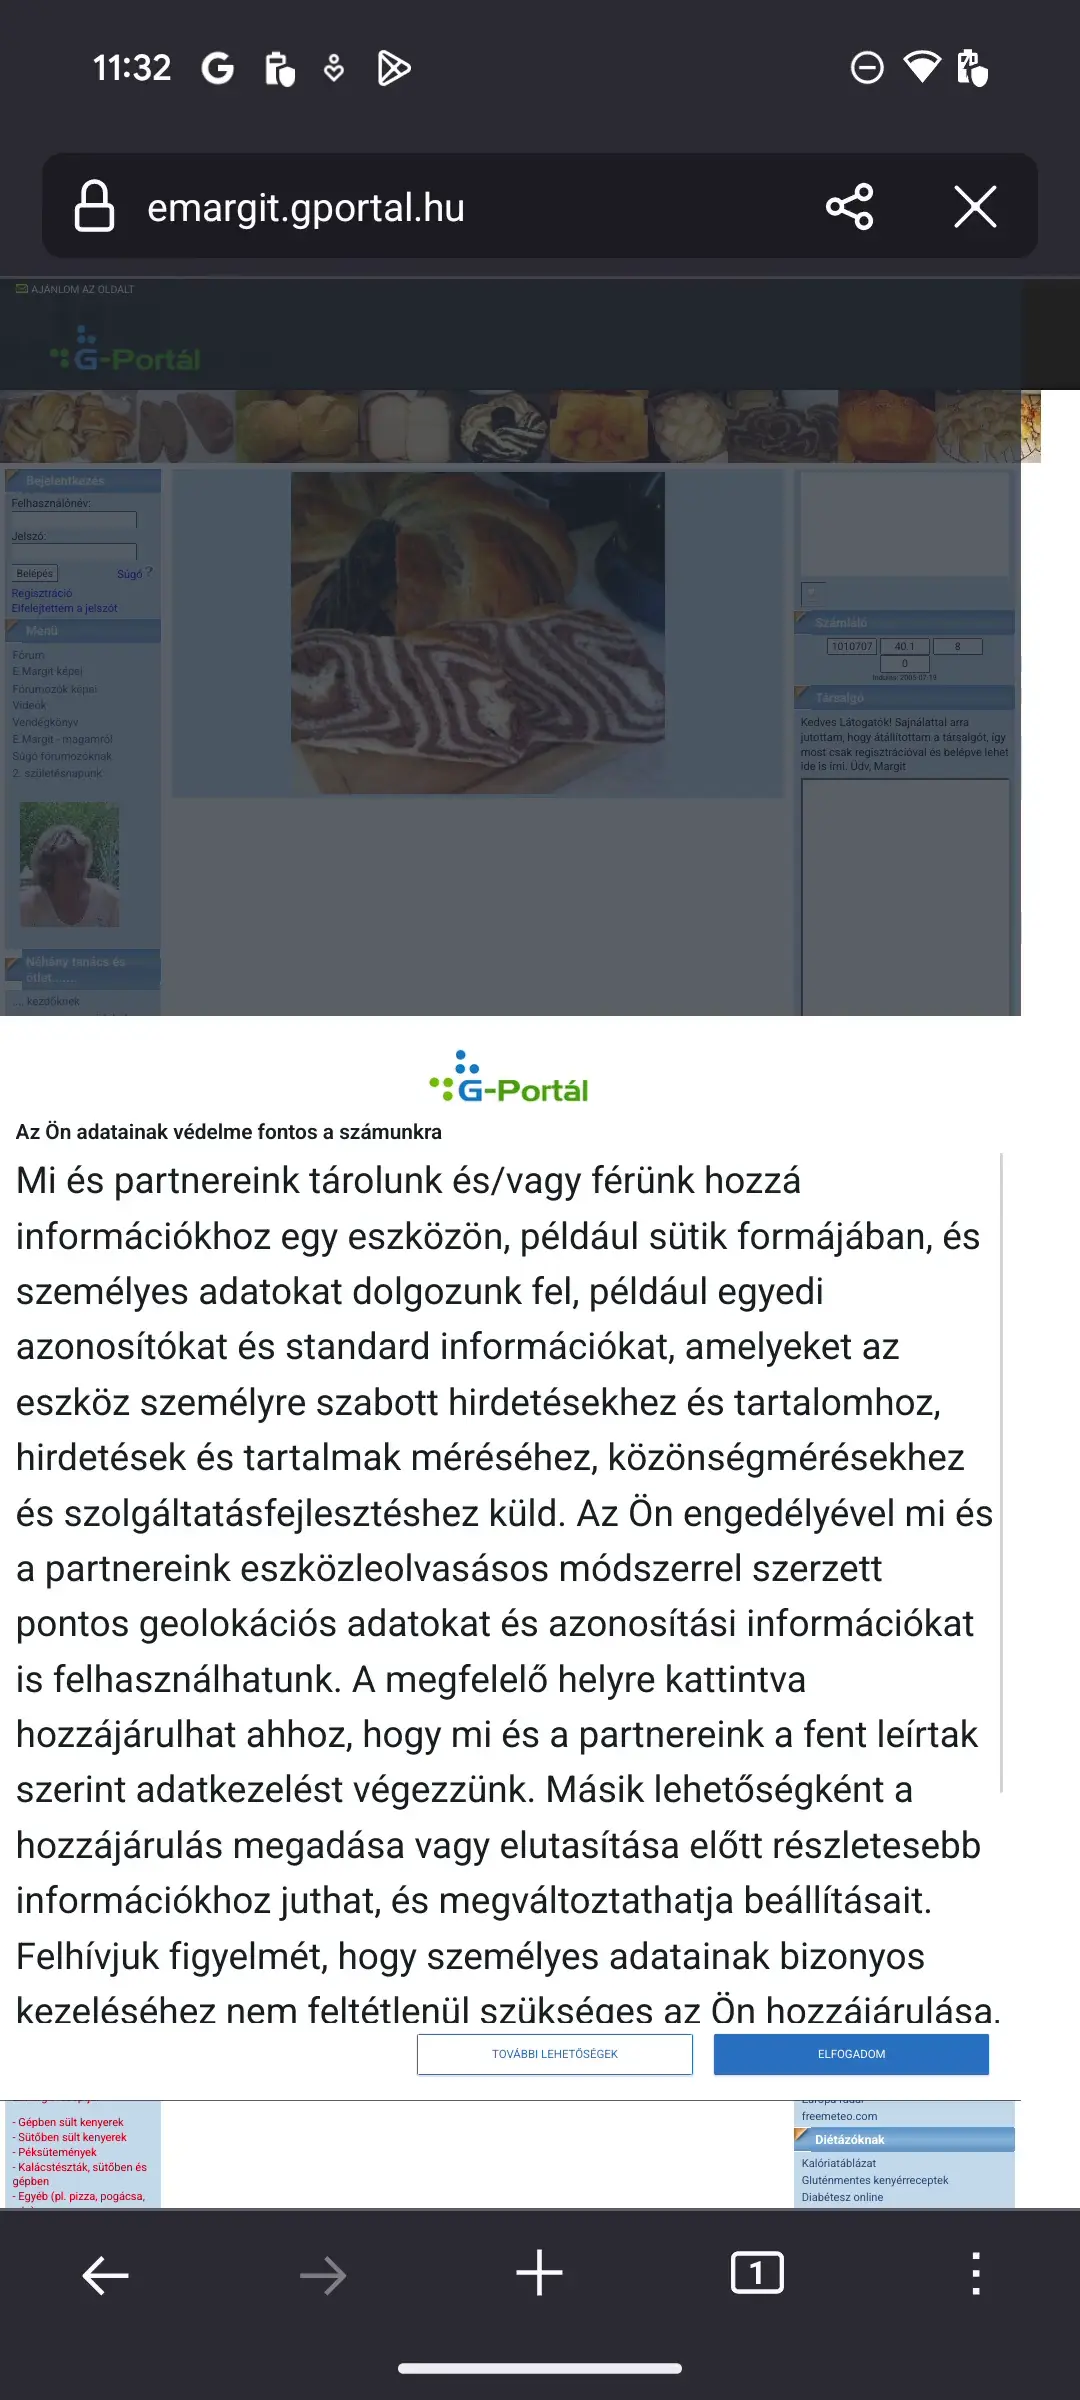 11:32
emargit.gportal.hu
AJÁNLOM AZ OLDALT
G-Portál
Bejelentkezés
Felhasználónév:
Jelszó:
Belépés
Súgó ?
Regisztráció
Elfelejtettem a jelszót
Menü
Fórum
E.Margit képei
Fórumozók képei
Videók
Vendégkönyv
E.Margit - magamról
Súgó fórumozóknak
2. születésnapunk
Néhány tanács és
ötlet......
.... kezdőknek
Számláló
1010707
40.1
8
0
Indulás: 2005-07-19
Társalgó
Kedves Látogatók! Sajnálattal arra
jutottam, hogy átállítottam a társalgót, így
most csak regisztrációval és belépve lehet
ide is írni. Üdv, Margit
G-Portál
Az Ön adatainak védelme fontos a számunkra
Mi és partnereink tárolunk és/vagy férünk hozzá
információkhoz egy eszközön, például sütik formájában, és
személyes adatokat dolgozunk fel, például egyedi
azonosítókat és standard információkat, amelyeket az
eszköz személyre szabott hirdetésekhez és tartalomhoz,
hirdetések és tartalmak méréséhez, közönségmérésekhez
és szolgáltatásfejlesztéshez küld. Az Ön engedélyével mi és
a partnereink eszközleolvasásos módszerrel szerzett
pontos geolokációs adatokat és azonosítási információkat
is felhasználhatunk. A megfelelő helyre kattintva
hozzájárulhat ahhoz, hogy mi és a partnereink a fent leírtak
szerint adatkezelést végezzünk. Másik lehetőségként a
hozzájárulás megadása vagy elutasítása előtt részletesebb
információkhoz juthat, és megváltoztathatja beállításait.
Felhívjuk figyelmét, hogy személyes adatainak bizonyos
kezeléséhez nem feltétlenül szükséges az Ön hozzájárulása.
TOVÁBBI LEHETŐSÉGEK
ELFOGADOM
- Gépben sült kenyerek
- Sütőben sült kenyerek
- Péksütemények
- Kalácstészták, sütőben és
gépben
- Egyéb (pl. pizza, pogácsa,
Európa radar
freemeteo.com
Diétázóknak
Kalóriatáblázat
Gluténmentes kenyérreceptek
Diabétesz online
1